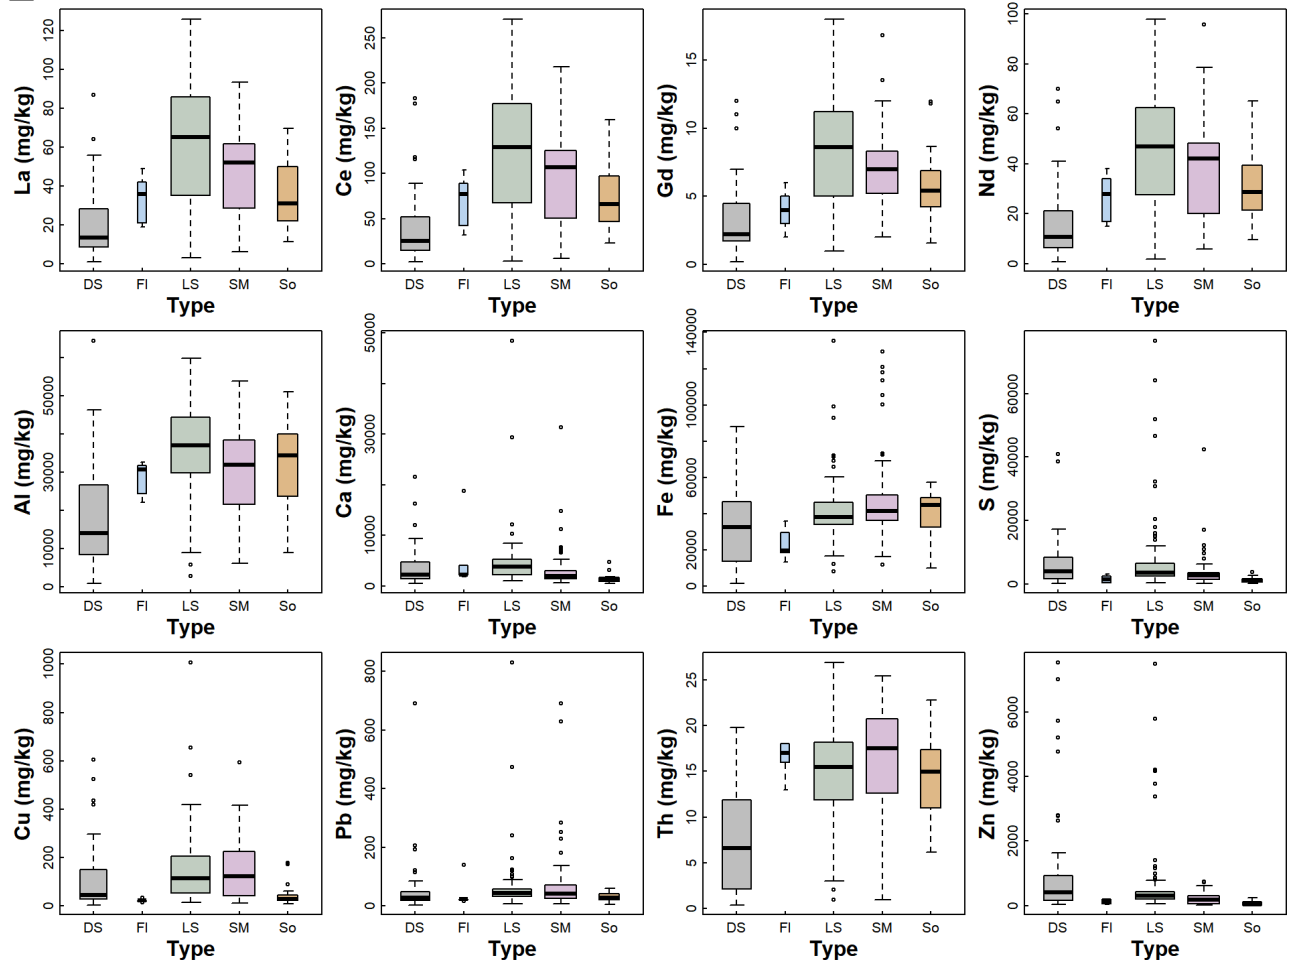 La (mg/kg)
0 20 40 60 80 100 120
DS FI LS SM So
Type
Ce (mg/kg)
0 50 100 150 200 250
DS FI LS SM So
Type
Gd (mg/kg)
0 5 10 15
DS FI LS SM So
Type
Nd (mg/kg)
0 20 40 60 80 100
DS FI LS SM So
Type
Al (mg/kg)
0 10000 30000 50000
DS FI LS SM So
Type
Ca (mg/kg)
0 10000 30000 50000
DS FI LS SM So
Type
Fe (mg/kg)
0 20000 60000 100000 140000
DS FI LS SM So
Type
S (mg/kg)
0 20000 40000 60000
DS FI LS SM So
Type
Cu (mg/kg)
0 200 400 600 800 1000
DS FI LS SM So
Type
Pb (mg/kg)
0 200 400 600 800
DS FI LS SM So
Type
Th (mg/kg)
0 5 10 15 20 25
DS FI LS SM So
Type
Zn (mg/kg)
0 2000 4000 6000
DS FI LS SM So
Type